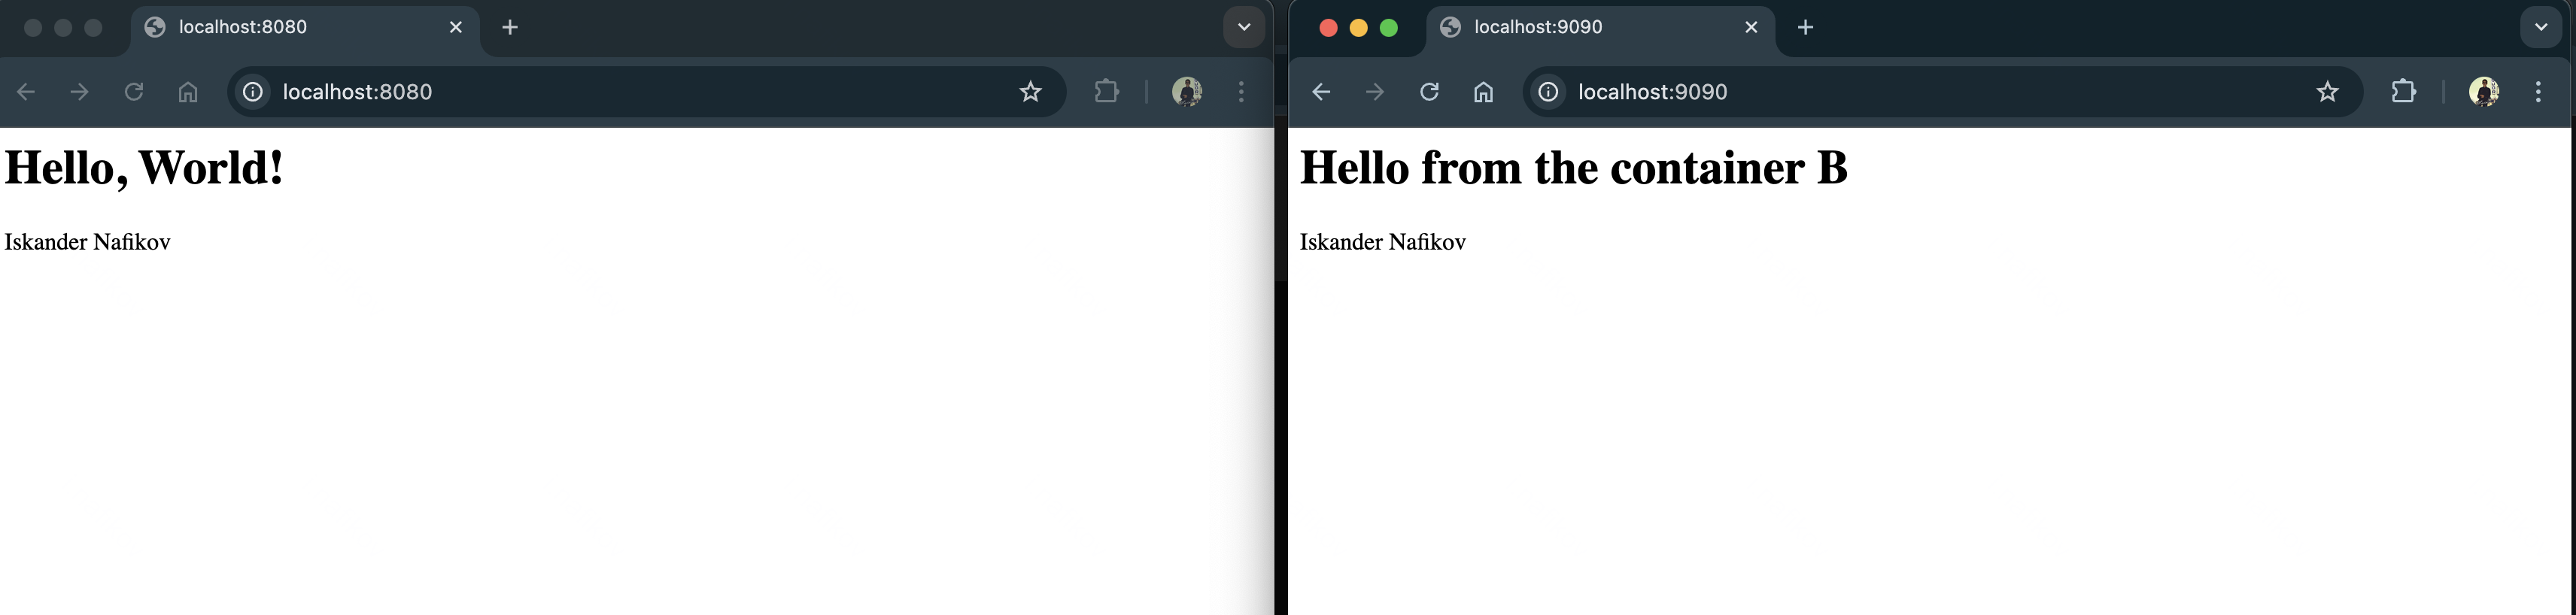 localhost:8080
localhost:8080
Hello, World!
Iskander Nafikov
localhost:9090
localhost:9090
Hello from the container B
Iskander Nafikov